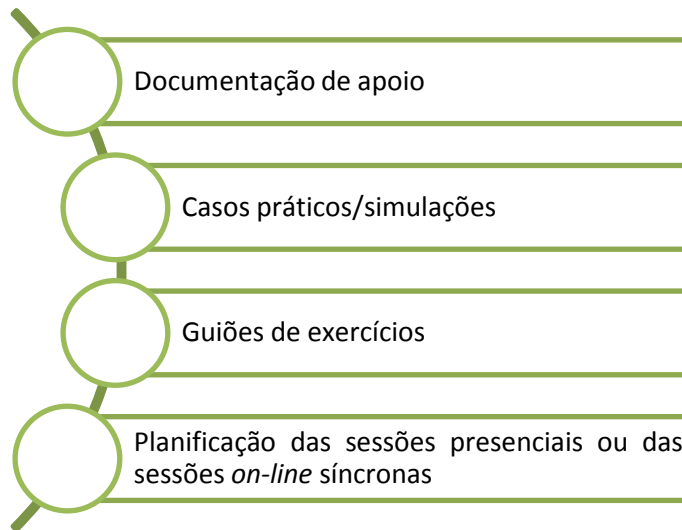 Documentação de apoio
Casos práticos/simulações
Guiões de exercícios
Planificação das sessões presenciais ou das
sessões on-line síncronas